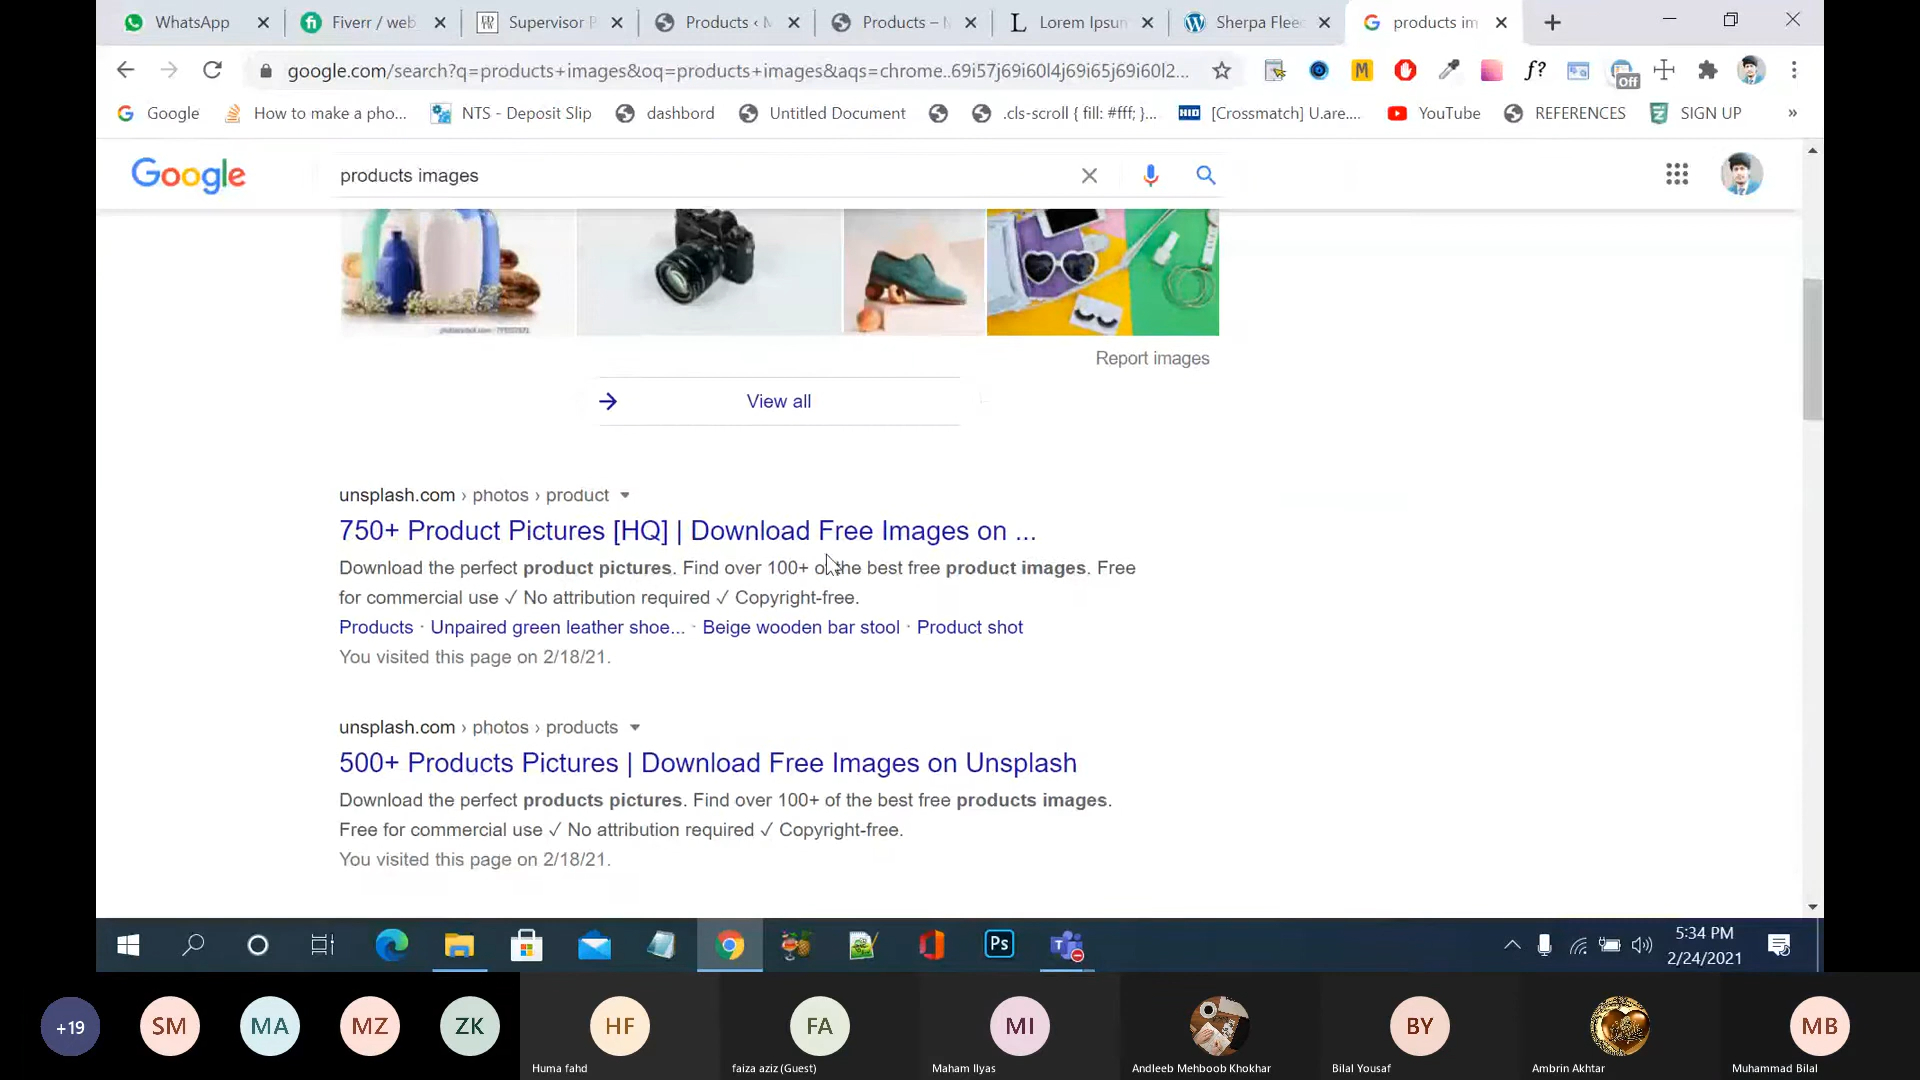 WhatsApp
Fiverr / web
Supervisor P
Products ‹ M
Products – M
Lorem Ipsum
Sherpa Fleec
products im
google.com/search?q=products+images&oq=products+images&aqs=chrome..69i57j69i60l4j69i65j69i60l2...
M
f?
Off
Google
How to make a pho...
NTS - Deposit Slip
dashbord
Untitled Document
.cls-scroll { fill: #fff; }...
HID
[Crossmatch] U.are....
YouTube
REFERENCES
SIGN UP
»
Google
products images
Report images
View all
unsplash.com › photos › product
750+ Product Pictures [HQ] | Download Free Images on ...
Download the perfect product pictures. Find over 100+ of the best free product images. Free
for commercial use ✓ No attribution required ✓ Copyright-free.
Products · Unpaired green leather shoe... · Beige wooden bar stool · Product shot
You visited this page on 2/18/21.
unsplash.com › photos › products
500+ Products Pictures | Download Free Images on Unsplash
Download the perfect products pictures. Find over 100+ of the best free products images.
Free for commercial use ✓ No attribution required ✓ Copyright-free.
You visited this page on 2/18/21.
Ps
5:34 PM
2/24/2021
+19
SM
MA
MZ
ZK
HF
FA
MI
BY
MB
Huma fahd
faiza aziz (Guest)
Maham Ilyas
Andleeb Mehboob Khokhar
Bilal Yousaf
Ambrin Akhtar
Muhammad Bilal